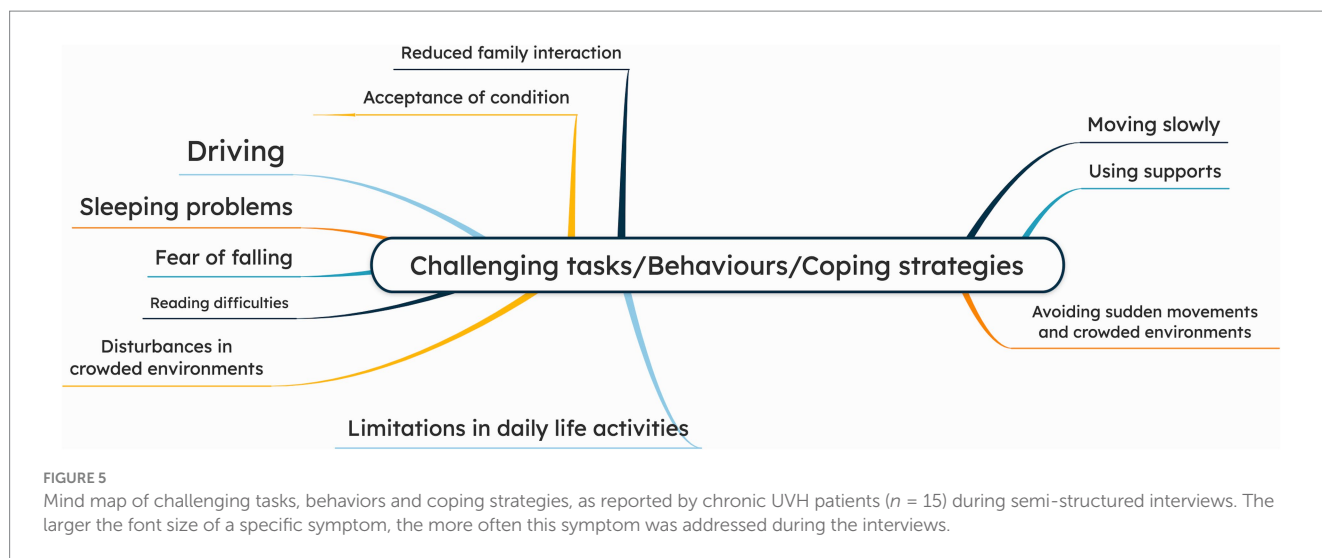 Reduced family interaction
Acceptance of condition
Driving
Sleeping problems
Fear of falling
Reading difficulties
Disturbances in
crowded environments
Limitations in daily life activities
Challenging tasks/Behaviours/Coping strategies
Moving slowly
Using supports
Avoiding sudden movements
and crowded environments
FIGURE 5
Mind map of challenging tasks, behaviors and coping strategies, as reported by chronic UVH patients (n = 15) during semi-structured interviews. The
larger the font size of a specific symptom, the more often this symptom was addressed during the interviews.